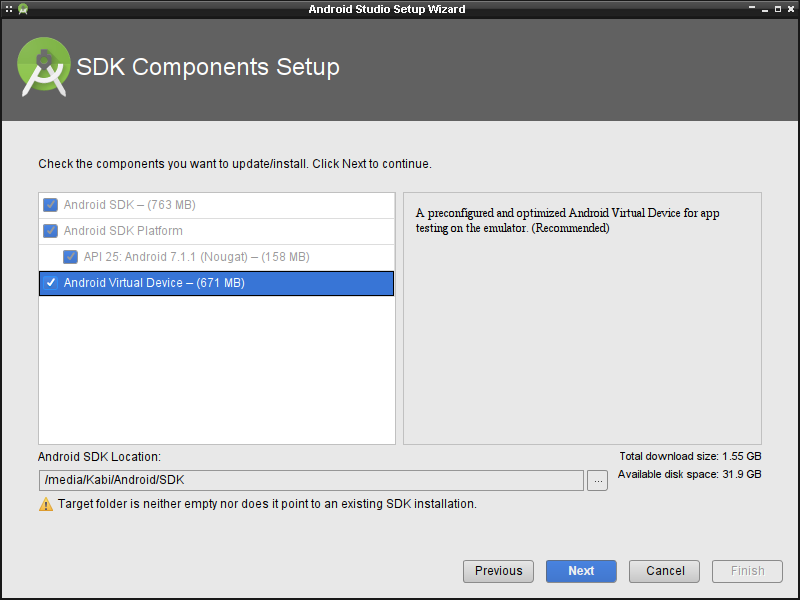 Android Studio Setup Wizard
SDK Components Setup
Check the components you want to update/install. Click Next to continue.
Android SDK – (763 MB)
Android SDK Platform
API 25: Android 7.1.1 (Nougat) – (158 MB)
Android Virtual Device – (671 MB)
A preconfigured and optimized Android Virtual Device for app
testing on the emulator. (Recommended)
Android SDK Location:
Total download size: 1.55 GB
/media/Kabi/Android/SDK
...
Available disk space: 31.9 GB
Target folder is neither empty nor does it point to an existing SDK installation.
Previous
Next
Cancel
Finish